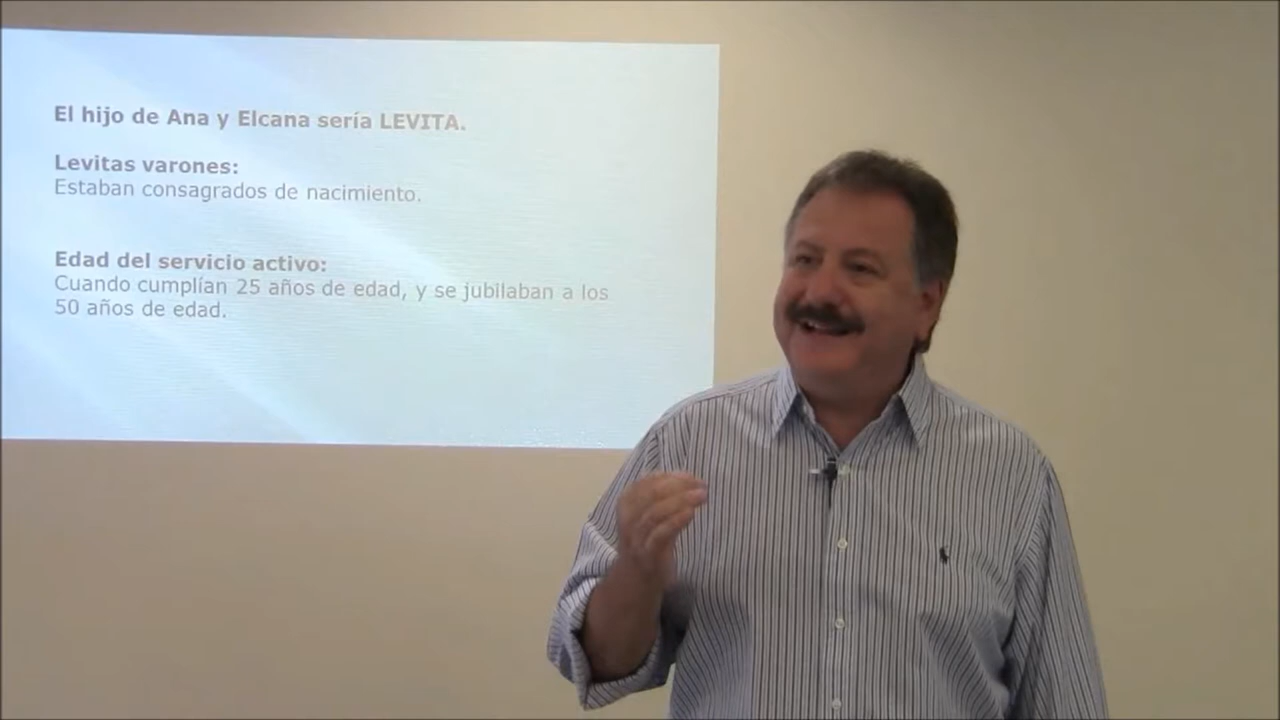 El hijo de Ana y Elcana sería LEVITA.
Levitas varones:
Estaban consagrados de nacimiento.
Edad del servicio activo:
Cuando cumplían 25 años de edad, y se jubilaban a los
50 años de edad.